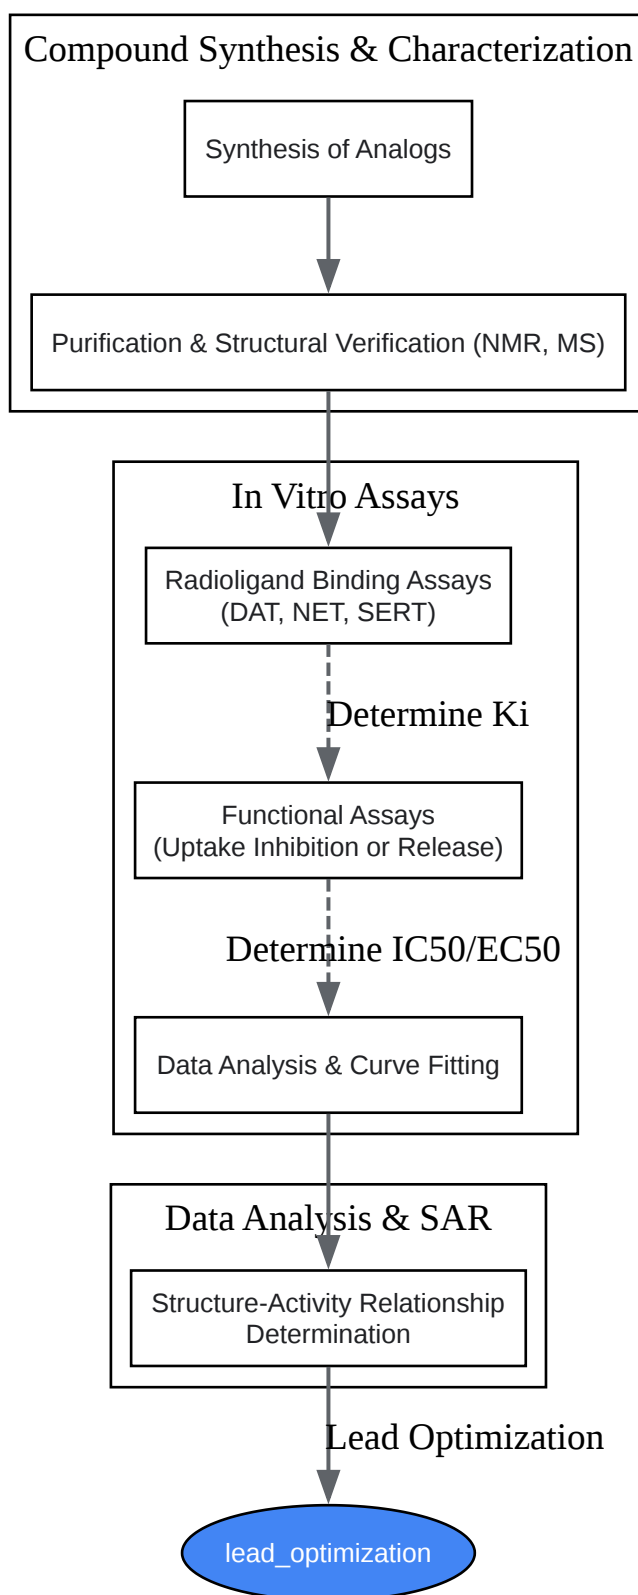 Compound Synthesis & Characterization
Synthesis of Analogs
Purification & Structural Verification (NMR, MS)
In Vitro Assays
Radioligand Binding Assays
(DAT, NET, SERT)
Determine Ki
Functional Assays
(Uptake Inhibition or Release)
Determine IC50/EC50
Data Analysis & Curve Fitting
Data Analysis & SAR
Structure-Activity Relationship
Determination
Lead Optimization
lead_optimization